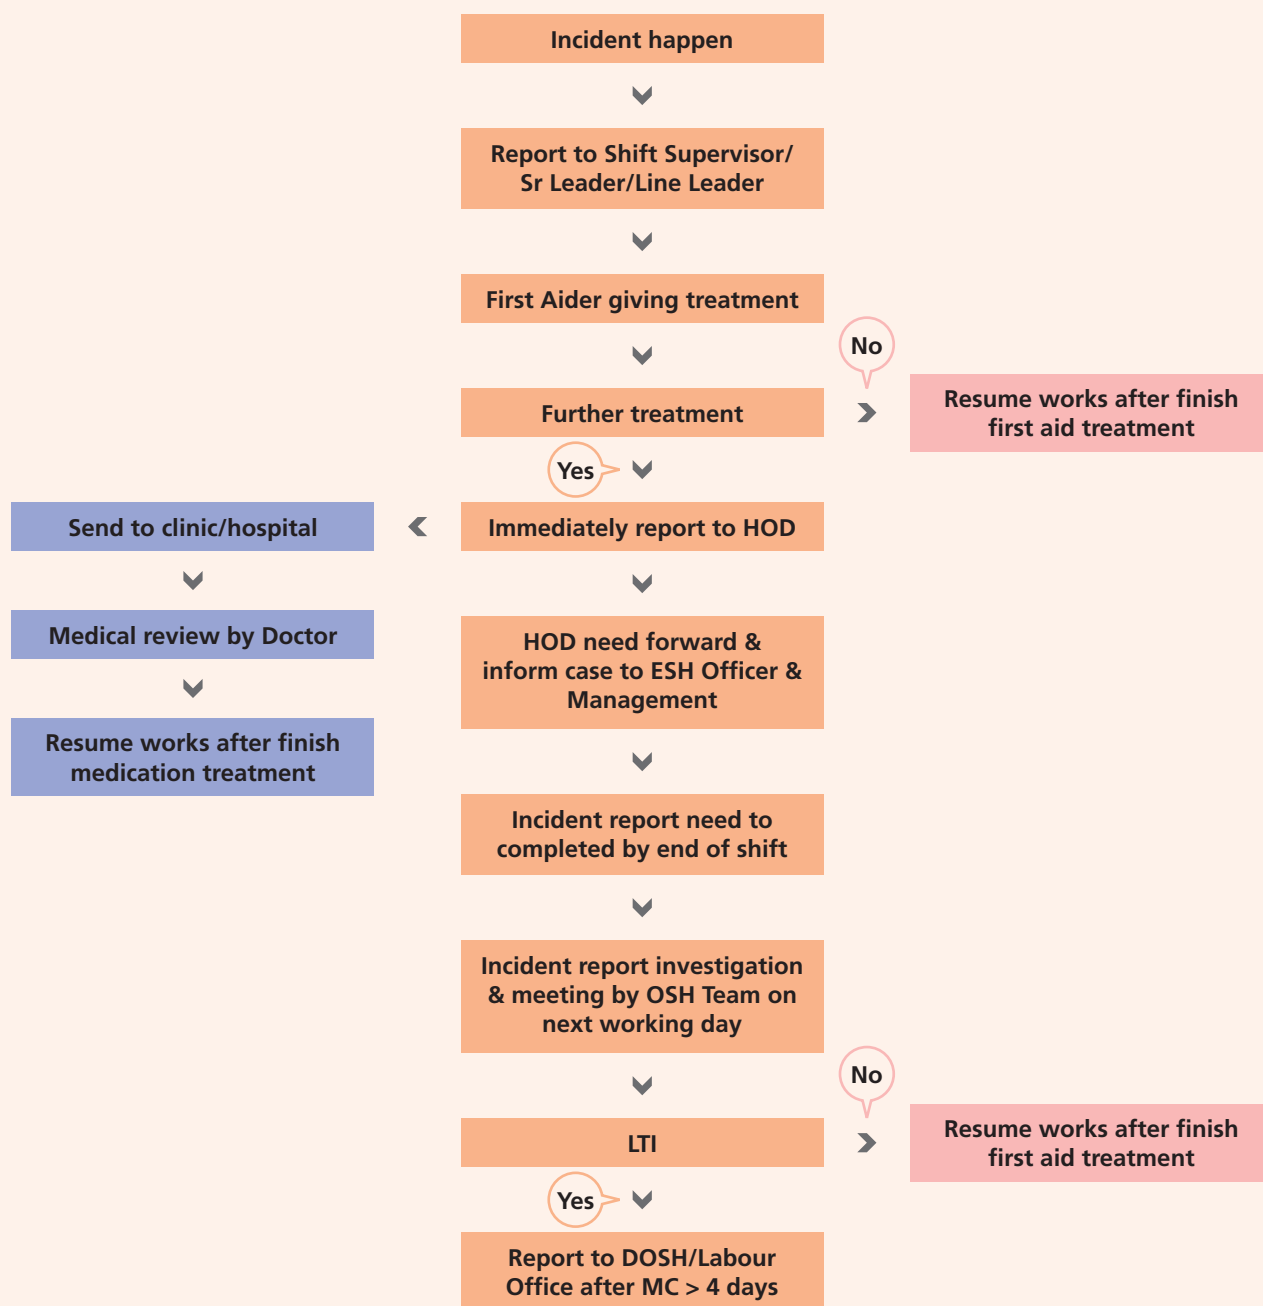 Incident happen
Report to Shift Supervisor/
Sr Leader/Line Leader
First Aider giving treatment
No
Further treatment
Resume works after finish
first aid treatment
Yes
Send to clinic/hospital
Immediately report to HOD
Medical review by Doctor
HOD need forward &
inform case to ESH Officer &
Management
Resume works after finish
medication treatment
Incident report need to
completed by end of shift
Incident report investigation
& meeting by OSH Team on
next working day
No
LTI
Resume works after finish
first aid treatment
Yes
Report to DOSH/Labour
Office after MC > 4 days